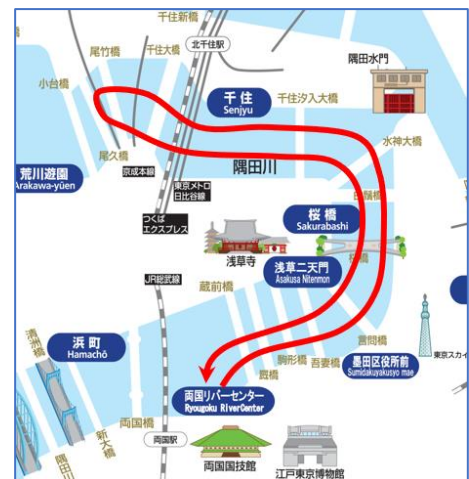 千住新橋
尾竹橋
千住大橋
北千住駅
隅田水門
小台橋
千住
Senjyu
千住汐入大橋
水神大橋
尾久橋
荒川遊園
Arakawa-yūen
京成本線
隅田川
東京メトロ
日比谷線
つくば
エクスプレス
桜橋
Sakurabashi
浅草寺
浅草二天門
Asakusa Nitenmon
桜橋
JR総武線
蔵前橋
言問橋
清洲橋
浜町
Hamachō
駒形橋
吾妻橋
厩橋
墨田区役所前
Sumidakuyakusyo mae
東京スカイ
両国リバーセンター
Ryougoku RiverCenter
新大橋
両国橋
両国駅
隅田川
両国国技館
江戸東京博物館